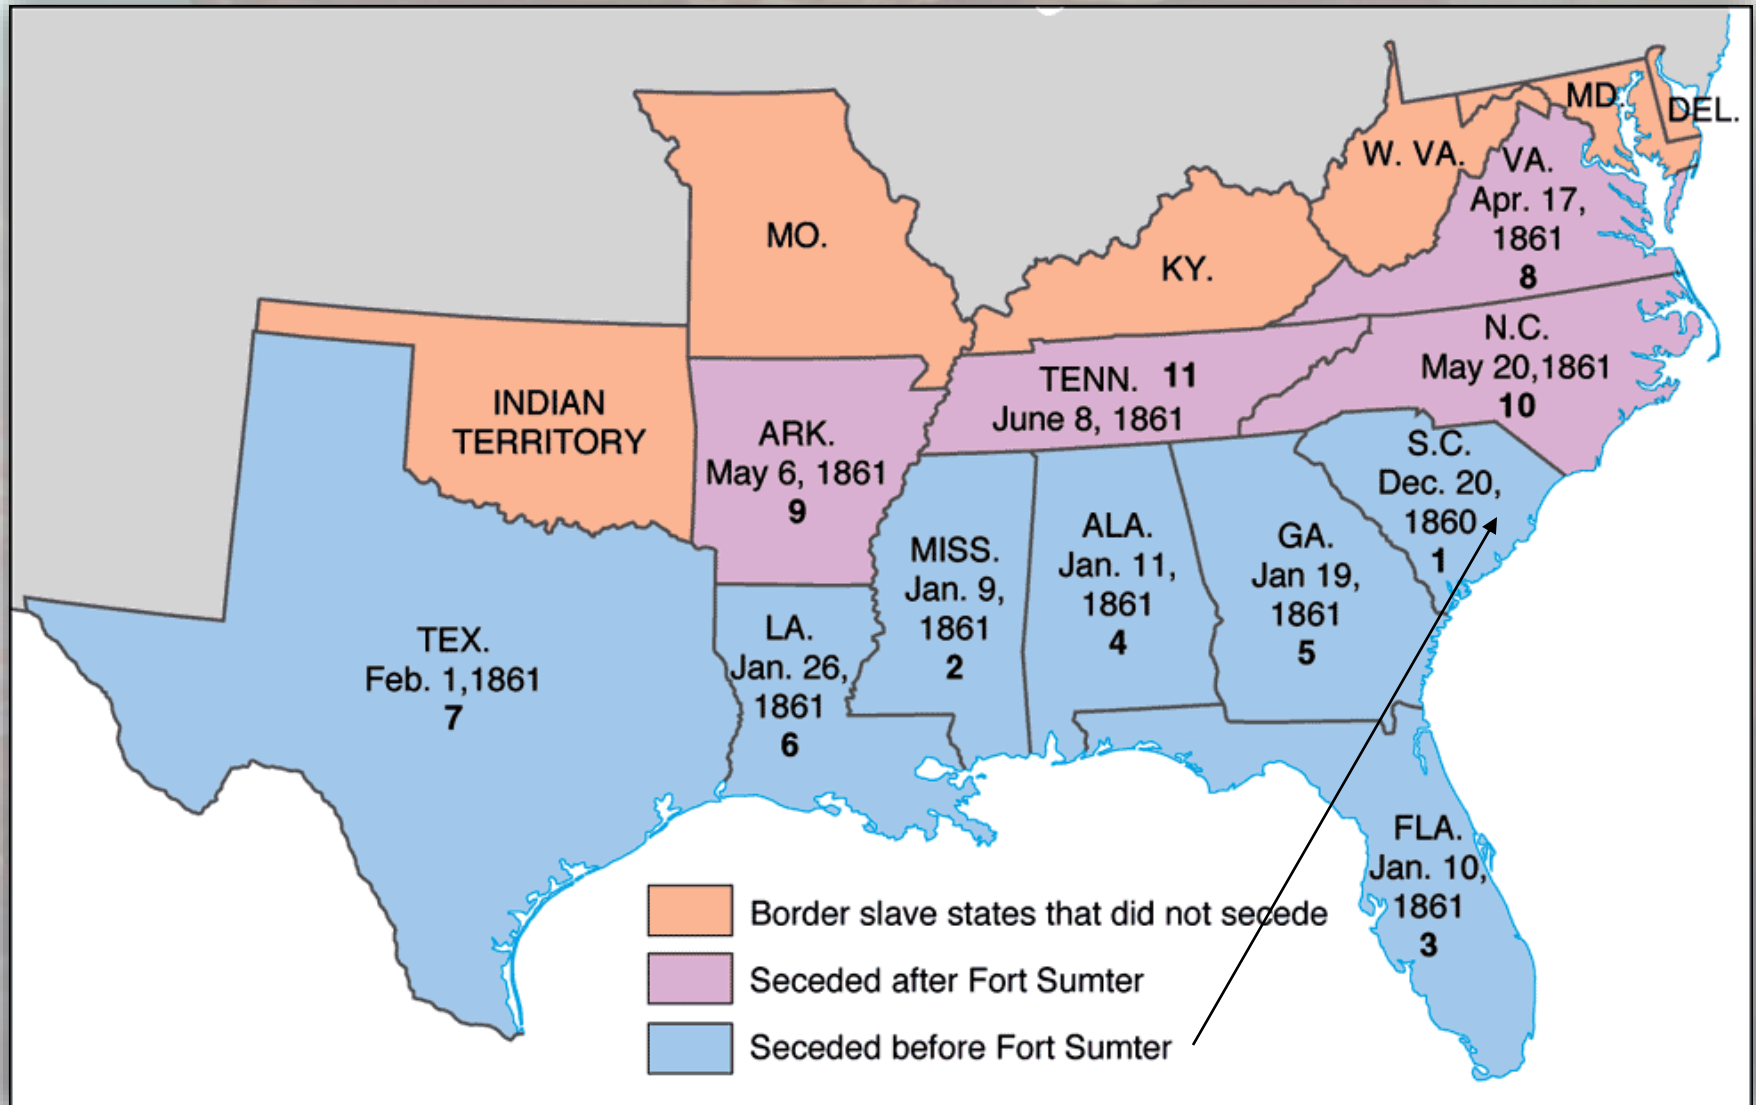 MD.
DEL.
W. VA.
VA.
Apr. 17,
1861
8
MO.
KY.
N.C.
May 20,1861
10
TENN. 11
June 8, 1861
INDIAN
TERRITORY
ARK.
May 6, 1861
9
S.C.
Dec. 20,
1860
1
MISS.
Jan. 9,
1861
2
ALA.
Jan. 11,
1861
4
GA.
Jan 19,
1861
5
TEX.
Feb. 1,1861
7
LA.
Jan. 26,
1861
6
FLA.
Jan. 10,
1861
3
Border slave states that did not secede
Seceded after Fort Sumter
Seceded before Fort Sumter